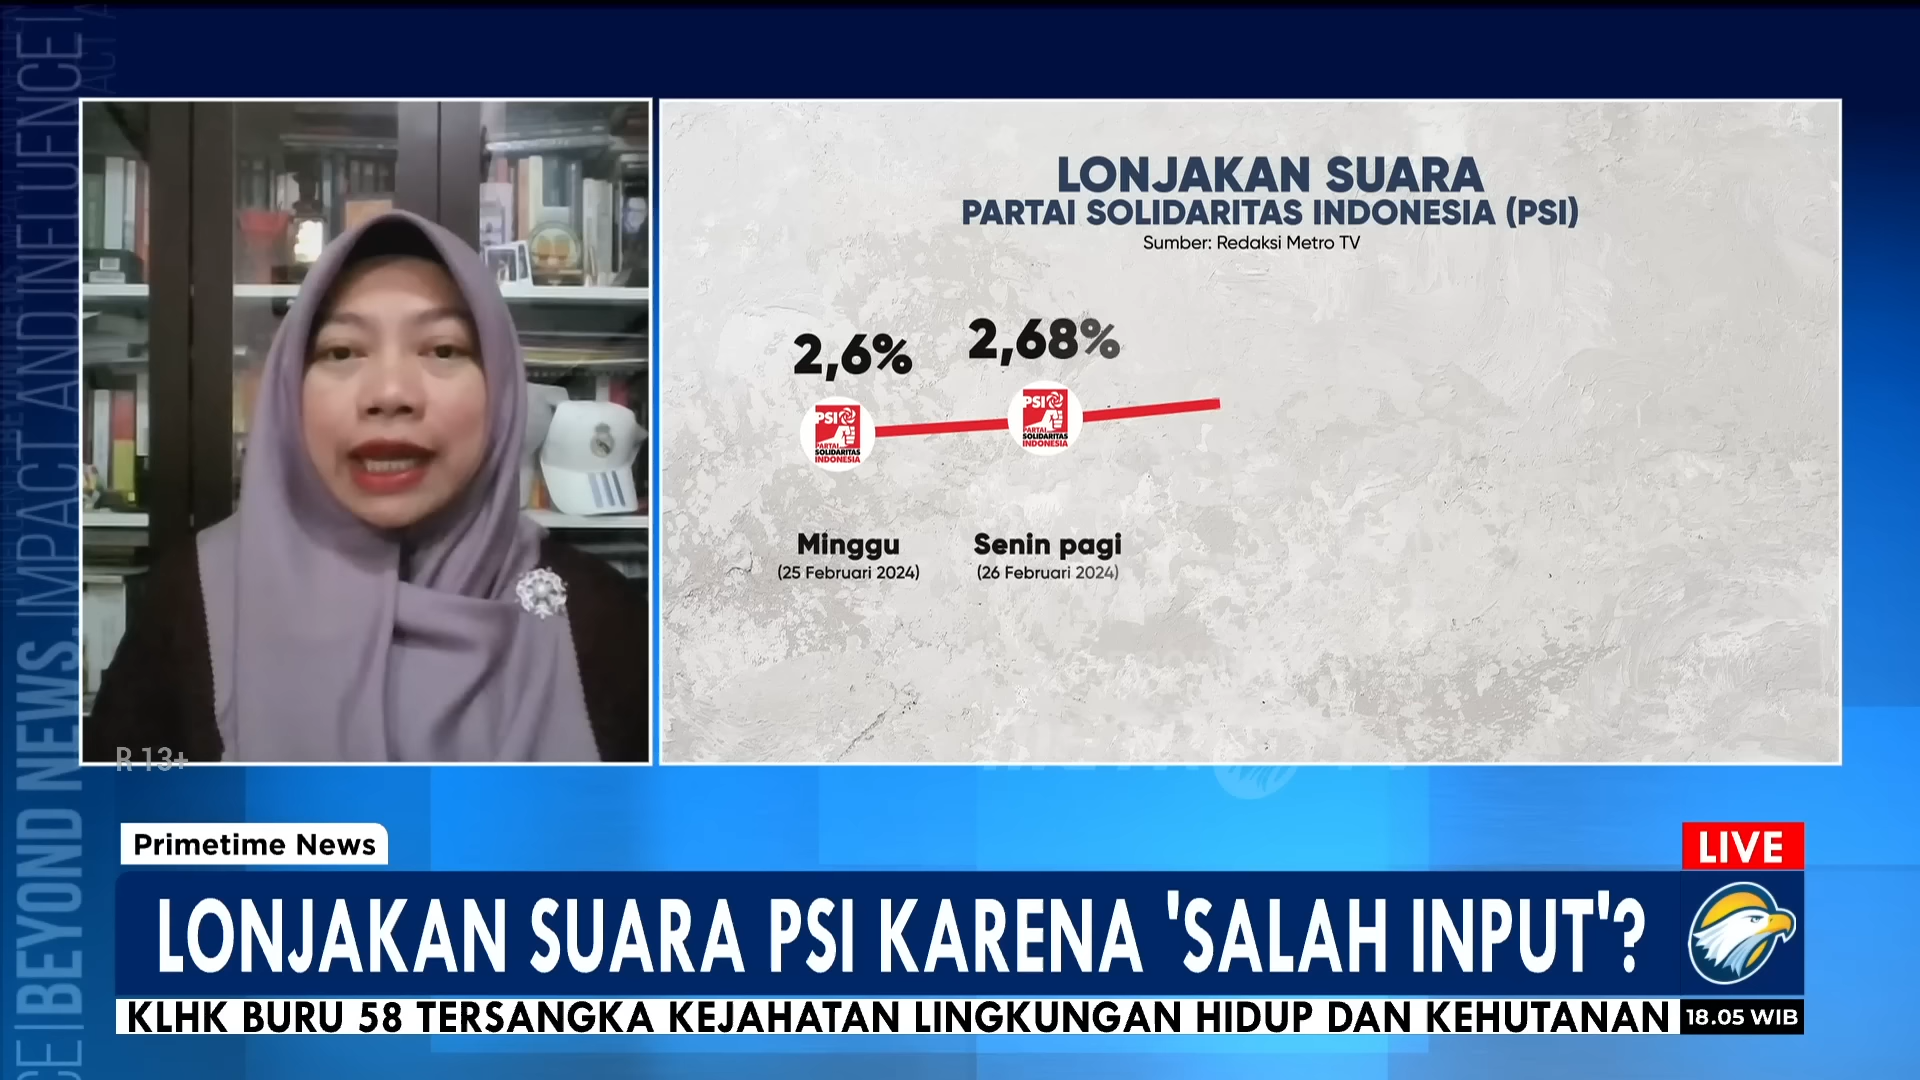 BEYOND NEWS. IMPACT AND INFLUENCE
LONJAKAN SUARA
PARTAI SOLIDARITAS INDONESIA (PSI)
Sumber: Redaksi Metro TV
2,6%
2,68%
PSI
PARTAI
SOLIDARITAS
INDONESIA
PSI
PARTAI
SOLIDARITAS
INDONESIA
Minggu
(25 Februari 2024)
Senin pagi
(26 Februari 2024)
R 13+
Primetime News
LIVE
LONJAKAN SUARA PSI KARENA 'SALAH INPUT'?
KLHK BURU 58 TERSANGKA KEJAHATAN LINGKUNGAN HIDUP DAN KEHUTANAN
18.05 WIB